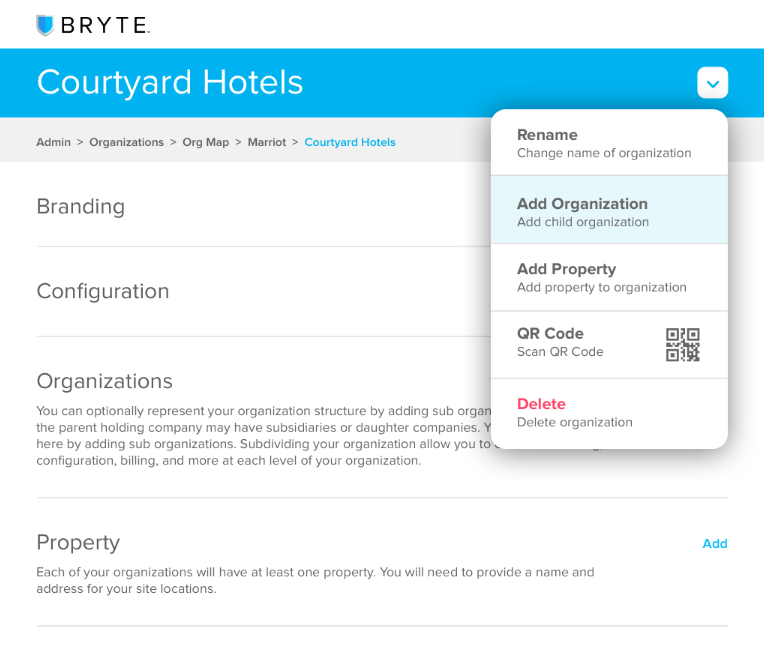 BRYTE
Courtyard Hotels
Admin > Organizations > Org Map > Marriot > Courtyard Hotels
Rename
Change name of organization
Add Organization
Add child organization
Add Property
Add property to organization
QR Code
Scan QR Code
Delete
Delete organization
Branding
Configuration
Organizations
You can optionally represent your organization structure by adding sub organ
the parent holding company may have subsidiaries or daughter companies. Y
here by adding sub organizations. Subdividing your organization allow you to
configuration, billing, and more at each level of your organization.
Property
Add
Each of your organizations will have at least one property. You will need to provide a name and
address for your site locations.